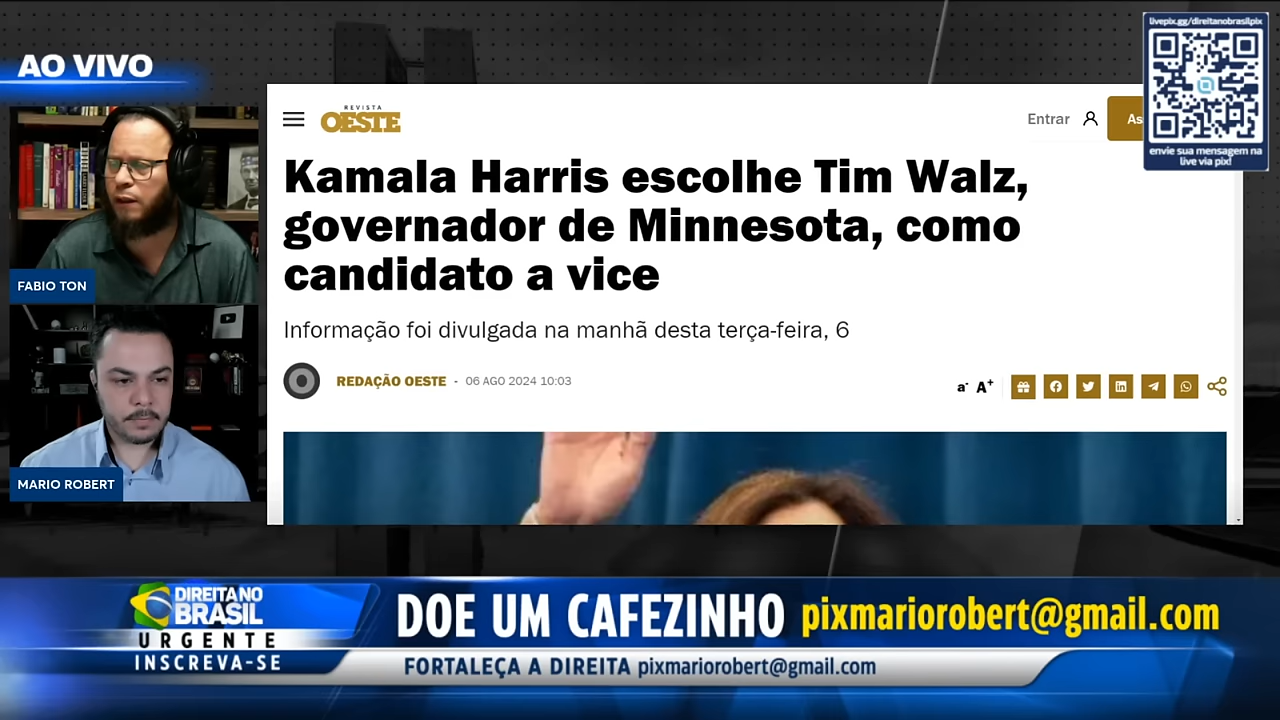 AO VIVO
livepix.gg/direitanobrasilpix
envie sua mensagem na
live via pix!
REVISTA
OESTE
Entrar
As
Kamala Harris escolhe Tim Walz,
governador de Minnesota, como
candidato a vice
Informação foi divulgada na manhã desta terça-feira, 6
REDAÇÃO OESTE - 06 AGO 2024 10:03
a- A+
FABIO TON
MARIO ROBERT
DIREITA NO
BRASIL
URGENTE
INSCREVA-SE
DOE UM CAFEZINHO pixmariorobert@gmail.com
FORTALEÇA A DIREITA pixmariorobert@gmail.com